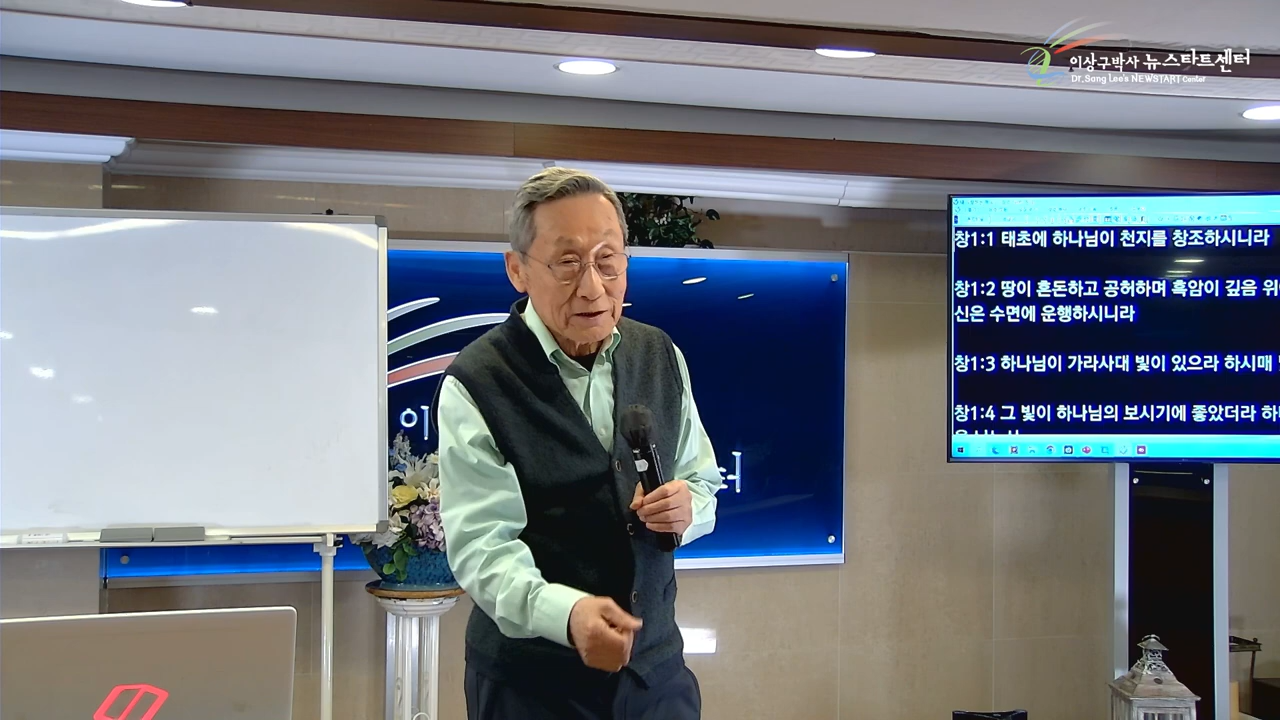 이상구박사 뉴스타트센터
Dr.Sang Lee's NEWSTART Center
창1:1 태초에 하나님이 천지를 창조하시니라
창1:2 땅이 혼돈하고 공허하며 흑암이 깊음 위에
신은 수면에 운행하시니라
창1:3 하나님이 가라사대 빛이 있으라 하시매
창1:4 그 빛이 하나님의 보시기에 좋았더라 하나
이
터